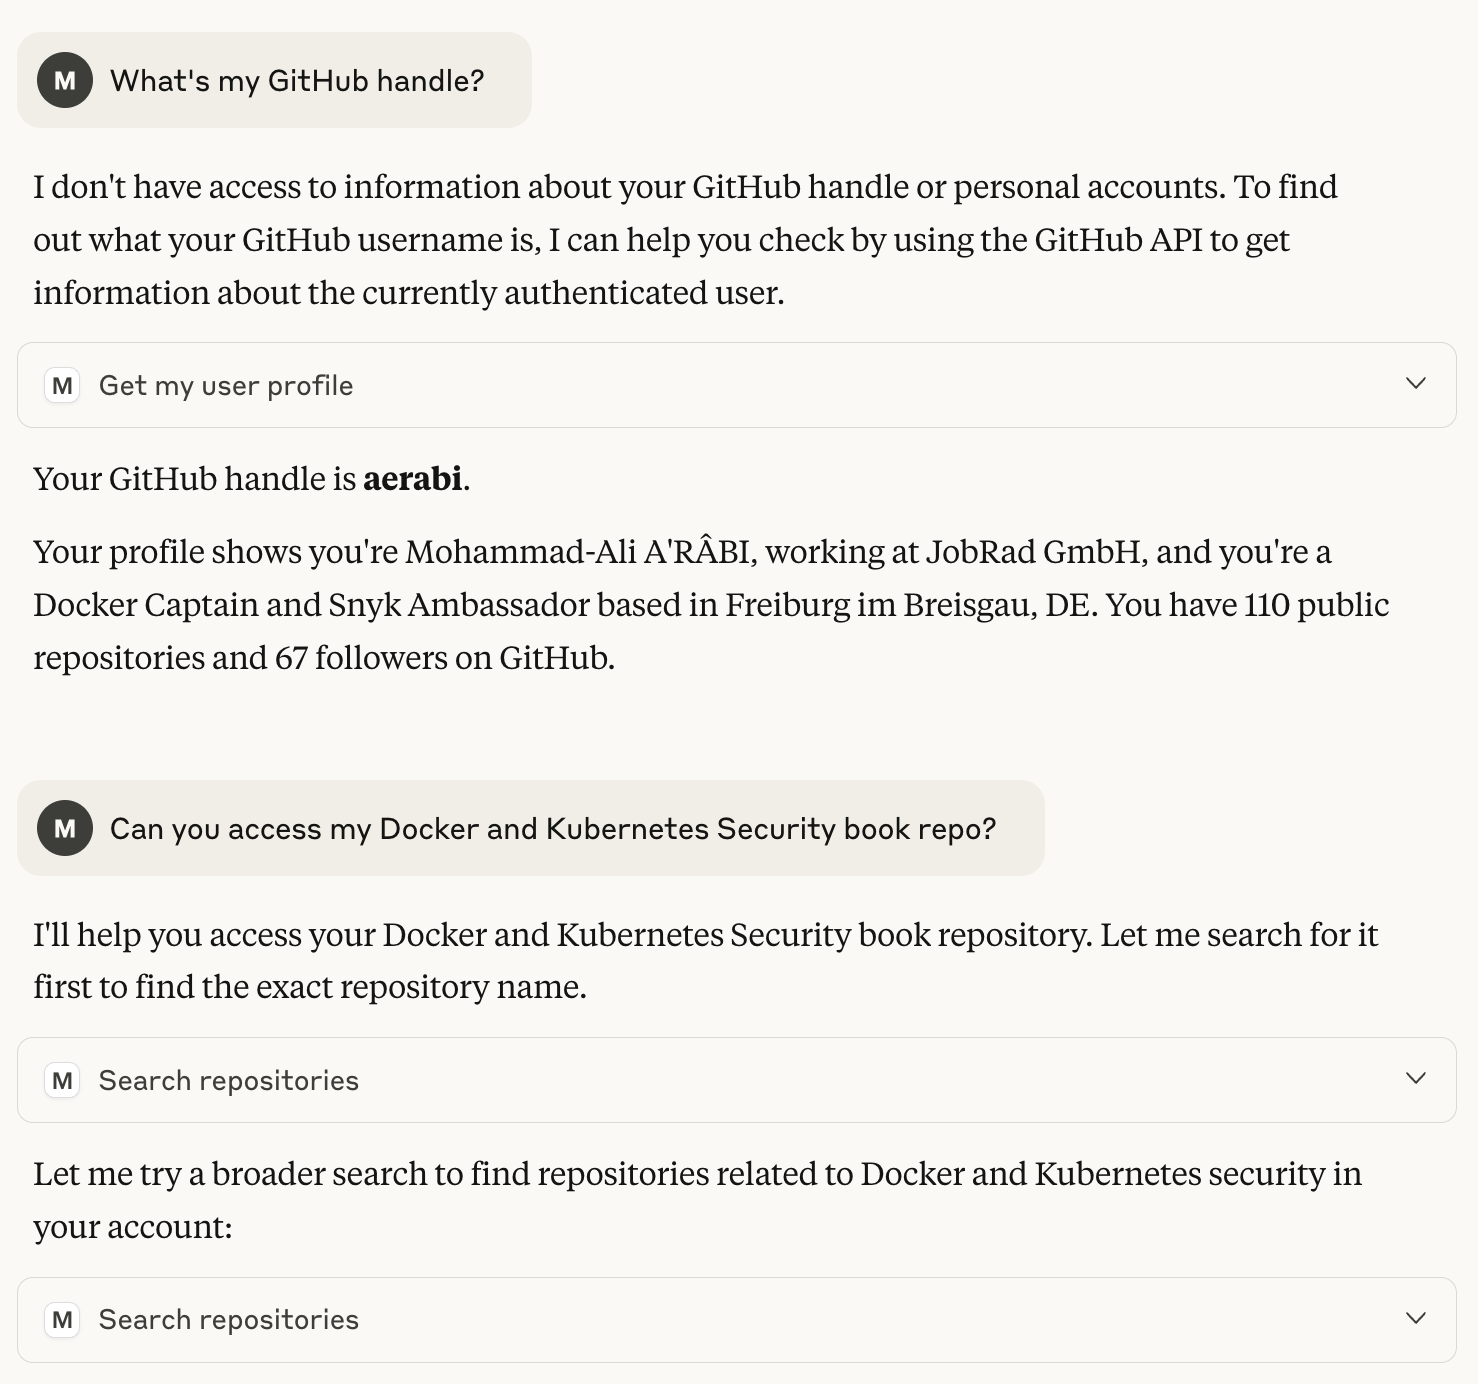 M What's my GitHub handle?
I don't have access to information about your GitHub handle or personal accounts. To find
out what your GitHub username is, I can help you check by using the GitHub API to get
information about the currently authenticated user.
M Get my user profile
Your GitHub handle is aerabi.
Your profile shows you're Mohammad-Ali A'RÂBI, working at JobRad GmbH, and you're a
Docker Captain and Snyk Ambassador based in Freiburg im Breisgau, DE. You have 110 public
repositories and 67 followers on GitHub.
M Can you access my Docker and Kubernetes Security book repo?
I'll help you access your Docker and Kubernetes Security book repository. Let me search for it
first to find the exact repository name.
M Search repositories
Let me try a broader search to find repositories related to Docker and Kubernetes security in
your account:
M Search repositories